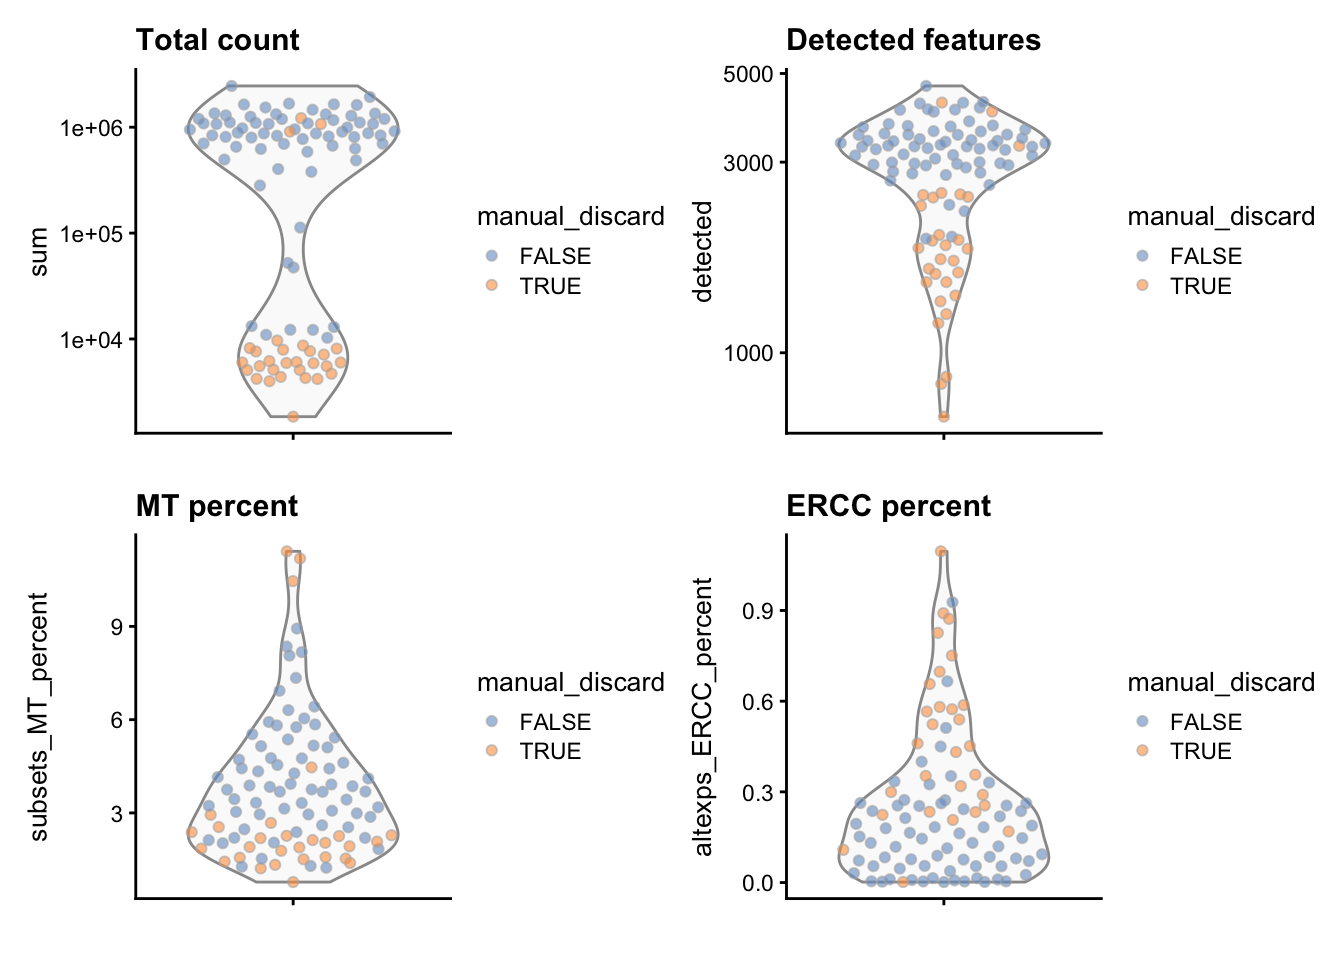 Total count
sum
1e+06
1e+05
1e+04
manual_discard
FALSE
TRUE
Detected features
detected
5000
3000
1000
manual_discard
FALSE
TRUE
MT percent
subsets_MT_percent
9
6
3
manual_discard
FALSE
TRUE
ERCC percent
altexps_ERCC_percent
0.9
0.6
0.3
0.0
manual_discard
FALSE
TRUE